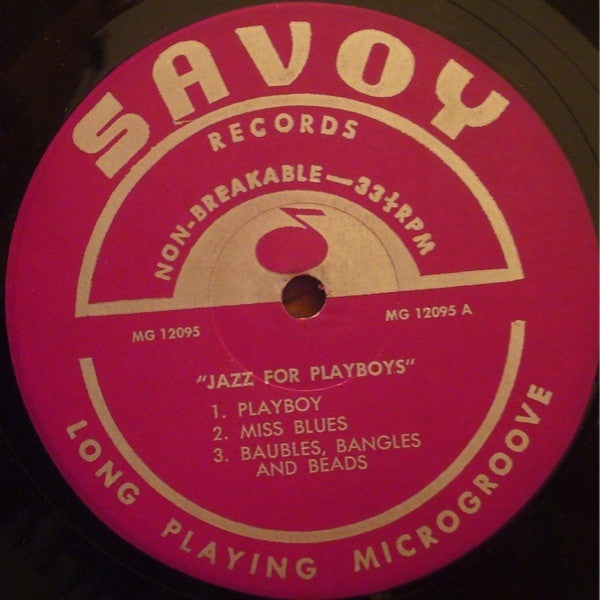 SAVOY
RECORDS
NON-BREAKABLE—33⅓RPM
MG 12095
MG 12095 A
"JAZZ FOR PLAYBOYS"
1. PLAYBOY
2. MISS BLUES
3. BAUBLES, BANGLES
AND BEADS
LONG PLAYING MICROGROOVE